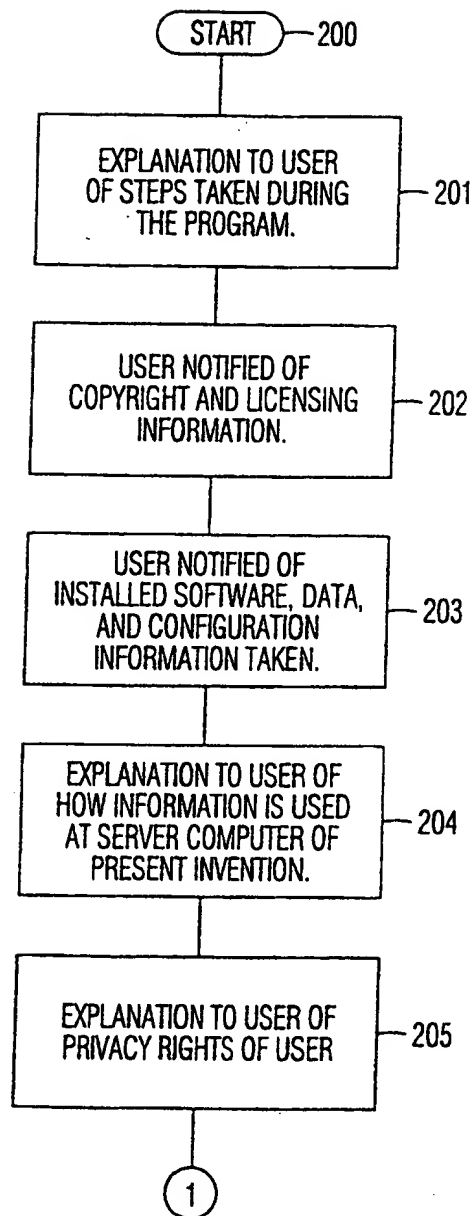 START 200
EXPLANATION TO USER
OF STEPS TAKEN DURING
THE PROGRAM.
201
USER NOTIFIED OF
COPYRIGHT AND LICENSING
INFORMATION.
202
USER NOTIFIED OF
INSTALLED SOFTWARE, DATA,
AND CONFIGURATION
INFORMATION TAKEN.
203
EXPLANATION TO USER OF
HOW INFORMATION IS USED
AT SERVER COMPUTER OF
PRESENT INVENTION.
204
EXPLANATION TO USER OF
PRIVACY RIGHTS OF USER
205
1